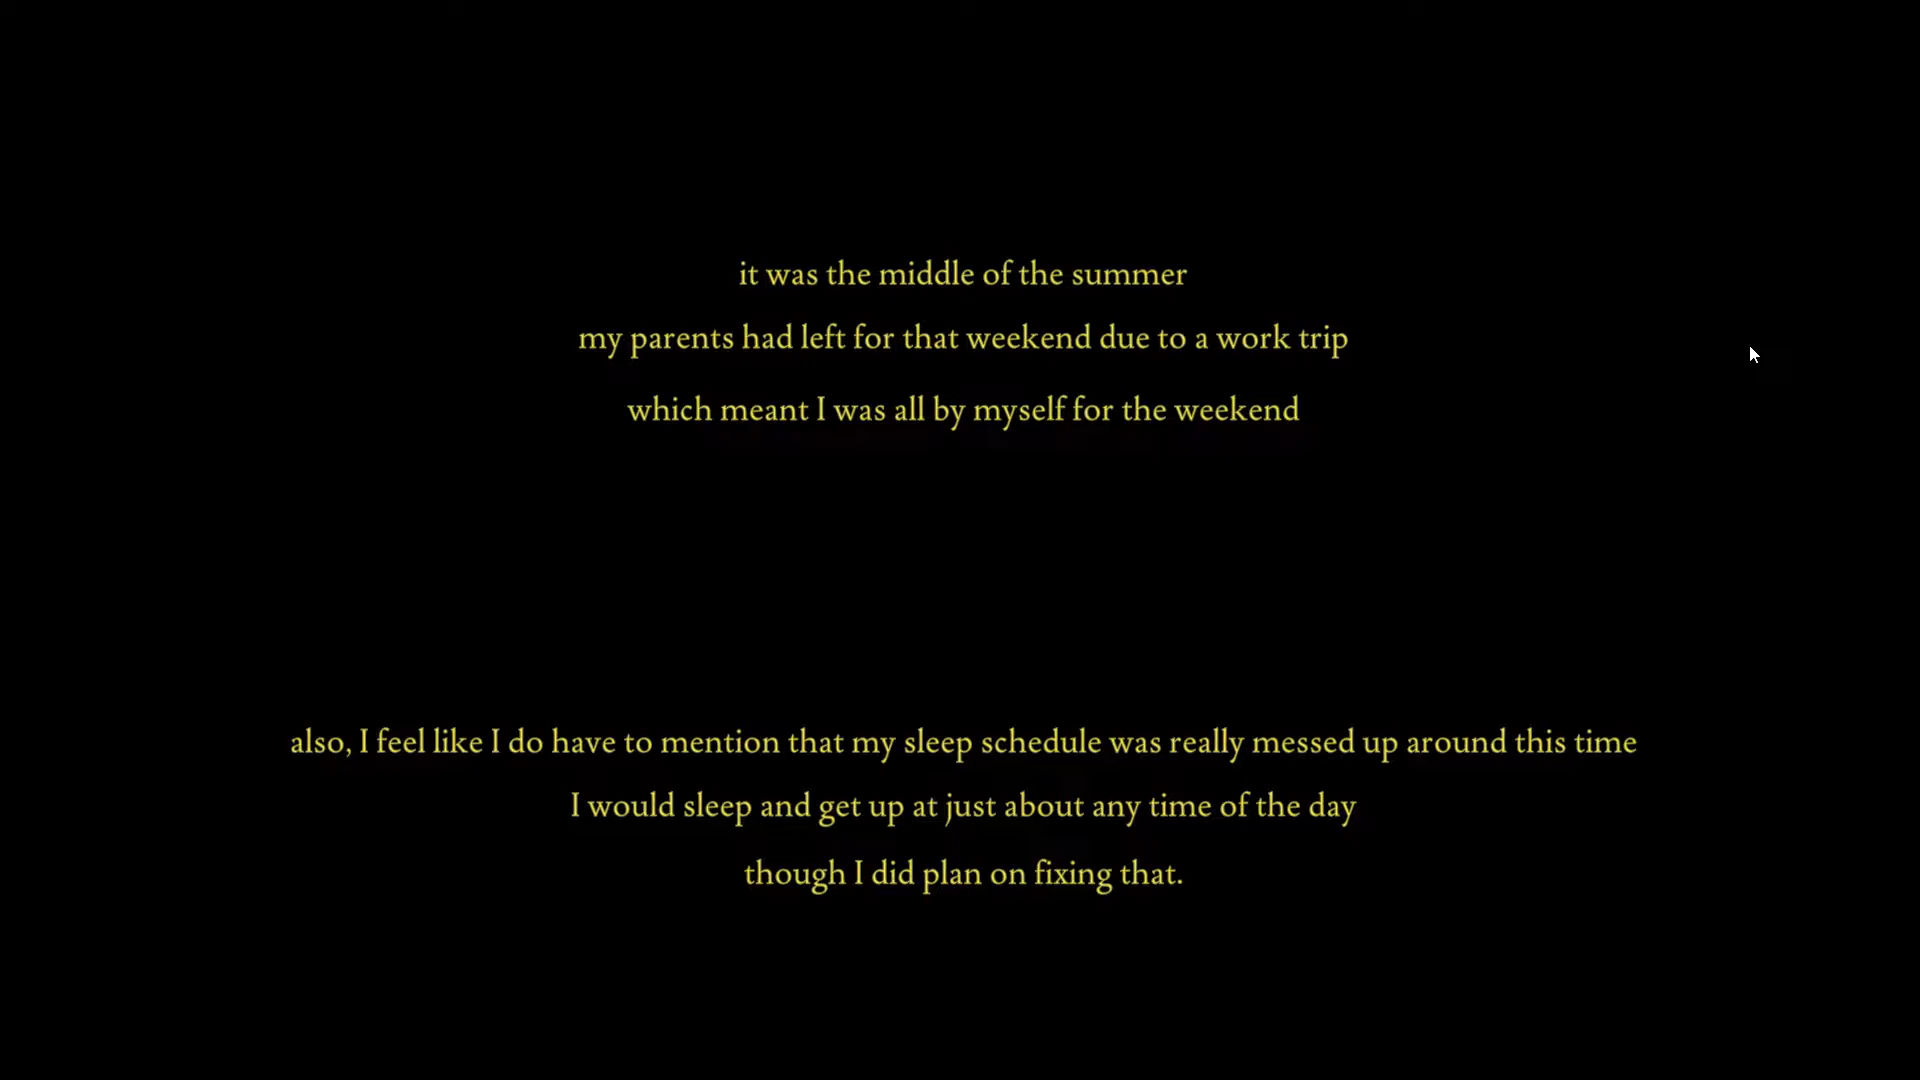 it was the middle of the summer
my parents had left for that weekend due to a work trip
which meant I was all by myself for the weekend
also, I feel like I do have to mention that my sleep schedule was really messed up around this time
I would sleep and get up at just about any time of the day
though I did plan on fixing that.